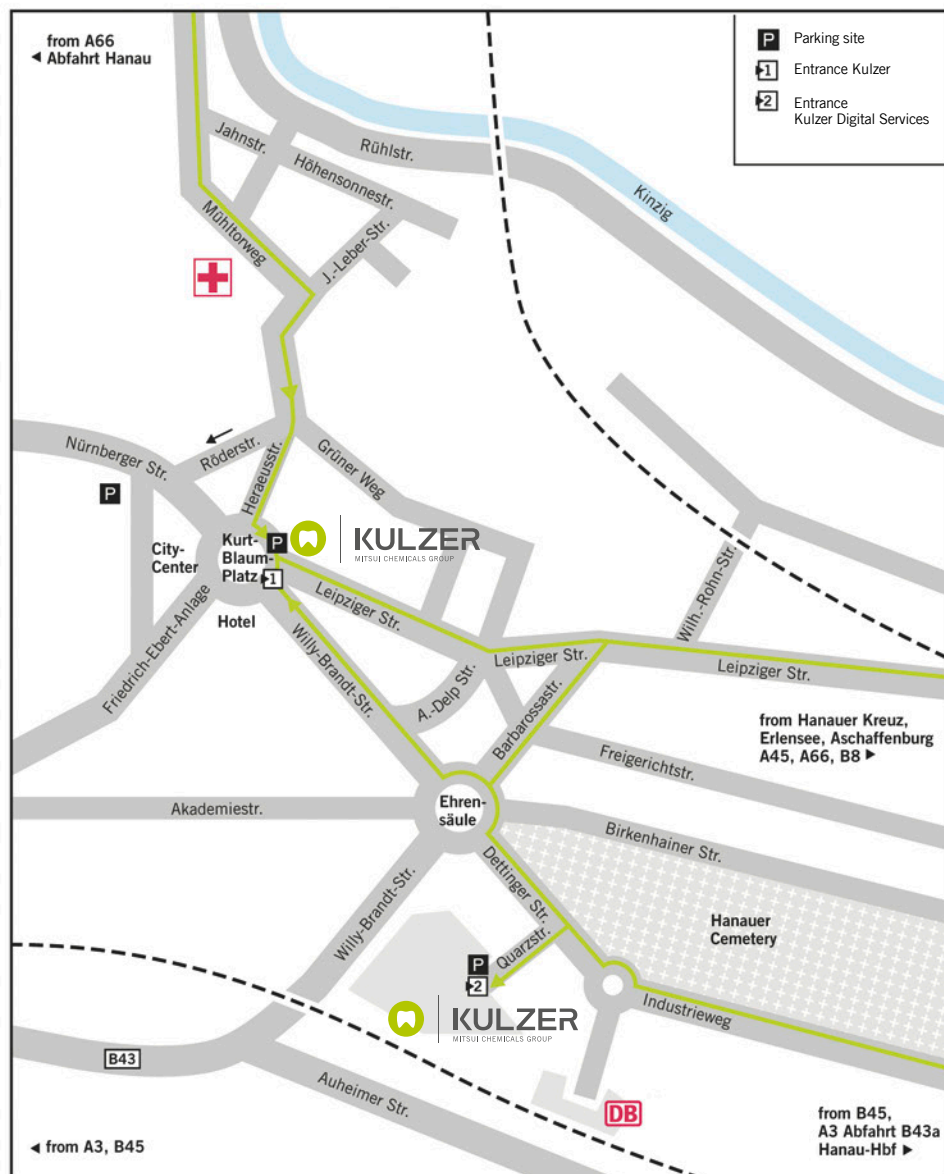 from A66
◄ Abfahrt Hanau
P Parking site
1 Entrance Kulzer
2 Entrance
Kulzer Digital Services
Jahnstr.
Rühlstr.
Höhensonnestr.
Kinzig
Mühltorweg
J.-Leber-Str.
Nürnberger Str.
Röderstr.
Heraeusstr.
Grüner Weg
P
City-
Center
Kurt-
Blaum-
Platz
P
1
KULZER
MITSUI CHEMICALS GROUP
Hotel
Leipziger Str.
Wilh.-Rohn-Str.
Friedrich-Ebert-Anlage
Willy-Brandt-Str.
A.-Delp Str.
Leipziger Str.
Leipziger Str.
Barbarossastr.
from Hanauer Kreuz,
Erlensee, Aschaffenburg
A45, A66, B8 ►
Freigerichtstr.
Akademiestr.
Ehren-
säule
Birkenhainer Str.
Dettinger Str.
Willy-Brandt-Str.
Hanauer
Cemetery
Quarzstr.
P
2
KULZER
MITSUI CHEMICALS GROUP
Industrieweg
B43
Auheimer Str.
DB
◄ from A3, B45
from B45,
A3 Abfahrt B43a
Hanau-Hbf ►